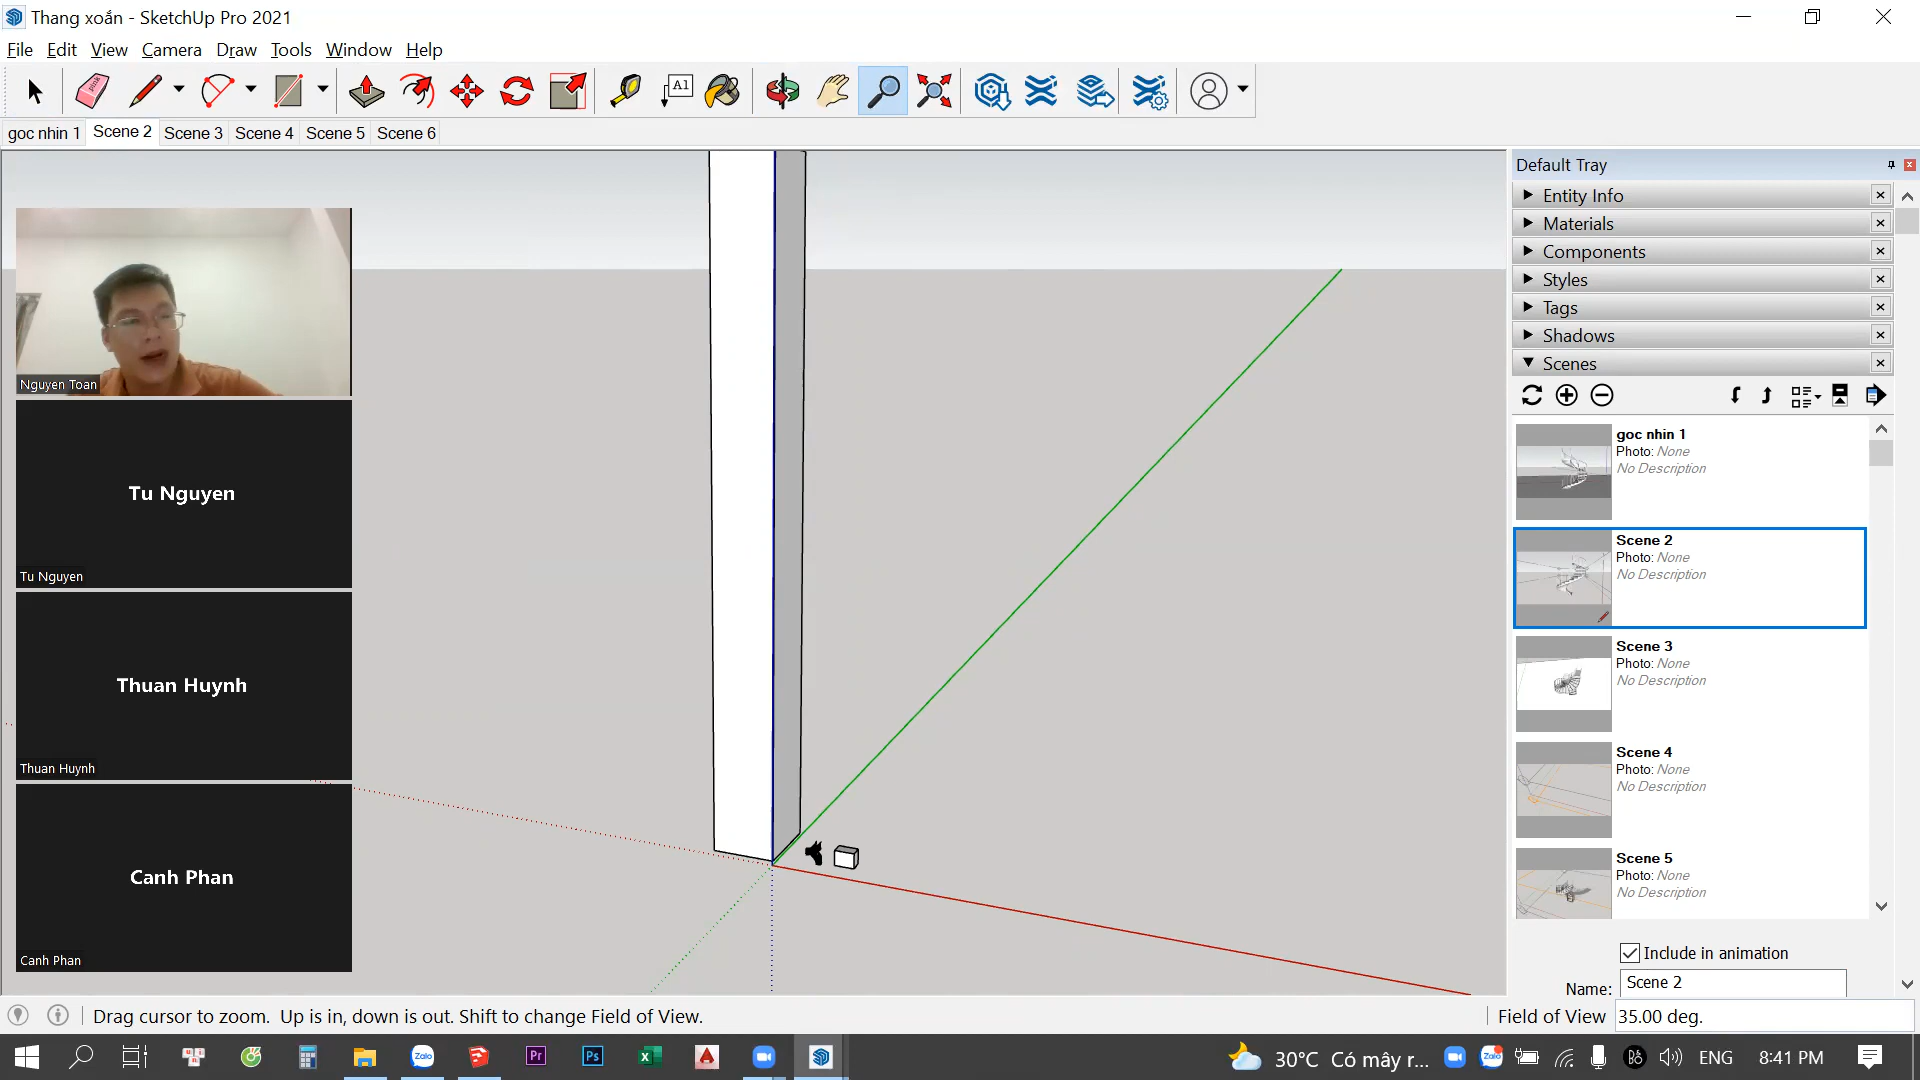 Thang xoắn - SketchUp Pro 2021
File Edit View Camera Draw Tools Window Help
A1
goc nhin 1 Scene 2 Scene 3 Scene 4 Scene 5 Scene 6
Default Tray
Entity Info
Materials
Components
Styles
Tags
Shadows
Scenes
goc nhin 1
Photo: None
No Description
Scene 2
Photo: None
No Description
Scene 3
Photo: None
No Description
Scene 4
Photo: None
No Description
Scene 5
Photo: None
No Description
Include in animation
Name: Scene 2
Nguyen Toan
Tu Nguyen
Tu Nguyen
Thuan Huynh
Thuan Huynh
Canh Phan
Canh Phan
Drag cursor to zoom. Up is in, down is out. Shift to change Field of View.
Field of View 35.00 deg.
Zalo
Pr
Ps
30°C Có mây r...
Zalo
ENG
8:41 PM